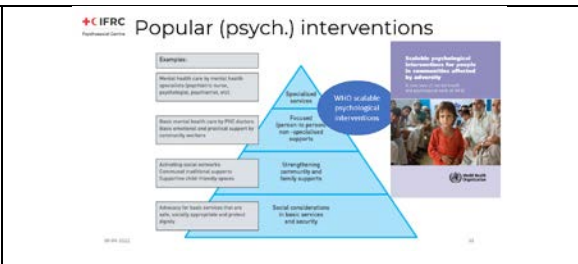 IFRC
Psychosocial Centre
Popular (psych.) interventions
Examples:
Mental health care by mental health
specialists (psychiatric nurse,
psychologist, psychiatrist, etc)
Basic mental health care by PHC doctors
Basic emotional and practical support by
community workers
Activating social networks
Communal traditional supports
Supportive child-friendly spaces
Advocacy for basic services that are
safe, socially appropriate and protect
dignity
Specialised
services
Focused
(person to person)
non-specialised
supports
Strengthening
community and
family supports
Social considerations
in basic services
and security
WHO scalable
psychological
interventions
Scalable psychological
interventions for people
in communities affected
by adversity
World Health
Organization